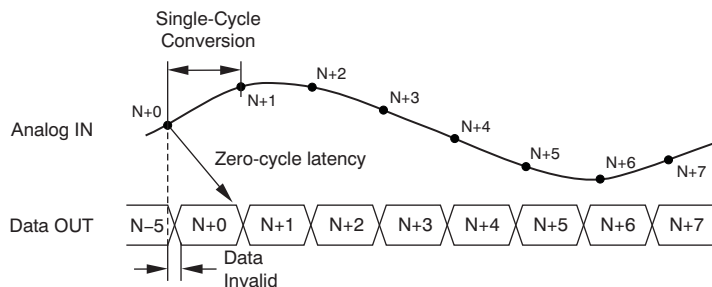 Single-Cycle
Conversion
N+0
N+1
N+2
N+3
N+4
N+5
N+6
N+7
Analog IN
Zero-cycle latency
Data OUT
N−5
N+0
N+1
N+2
N+3
N+4
N+5
N+6
N+7
Data
Invalid